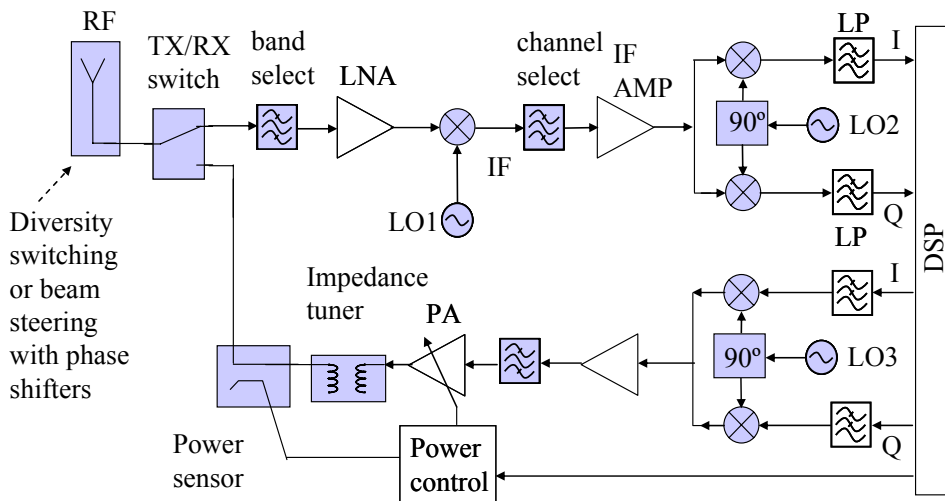 RF
TX/RX
switch
band
select
LNA
channel
select
IF
AMP
LP
I
90º
LO2
IF
LO1
LP
Q
DSP
Diversity
switching
or beam
steering
with phase
shifters
Impedance
tuner
PA
I
90º
LO3
Q
Power
sensor
Power
control